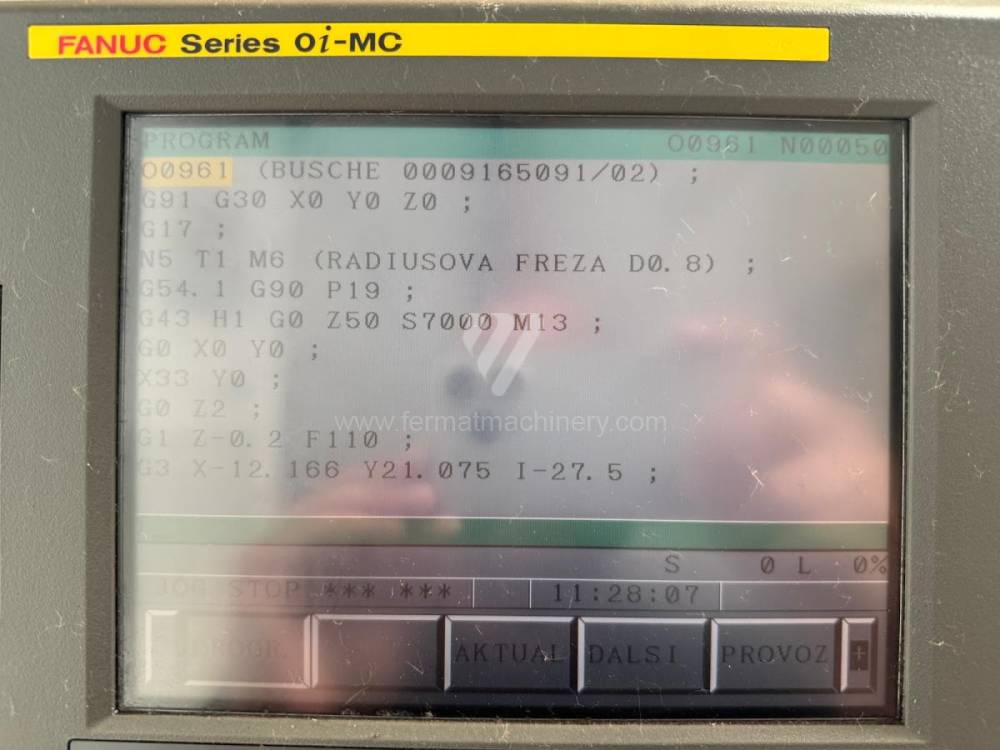 FANUC Series 0i-MC
PROGRAM O0961 N00050
O0961 (BUSCHE 0009165091/02) ;
G91 G30 X0 Y0 Z0 ;
G17 ;
N5 T1 M6 (RADIUSOVA FREZA D0.8) ;
G54.1 G90 P19 ;
G43 H1 G0 Z50 S7000 M13 ;
G0 X0 Y0 ;
X33 Y0 ;
G0 Z2 ;
www.fermatmachinery.com
G1 Z-0.2 F110 ;
G3 X-12.166 Y21.075 I-27.5 ;
S 0 L 0%
JOG STOP *** *** 11:28:07
PROGR. AKTUAL DALSI PROVOZ +